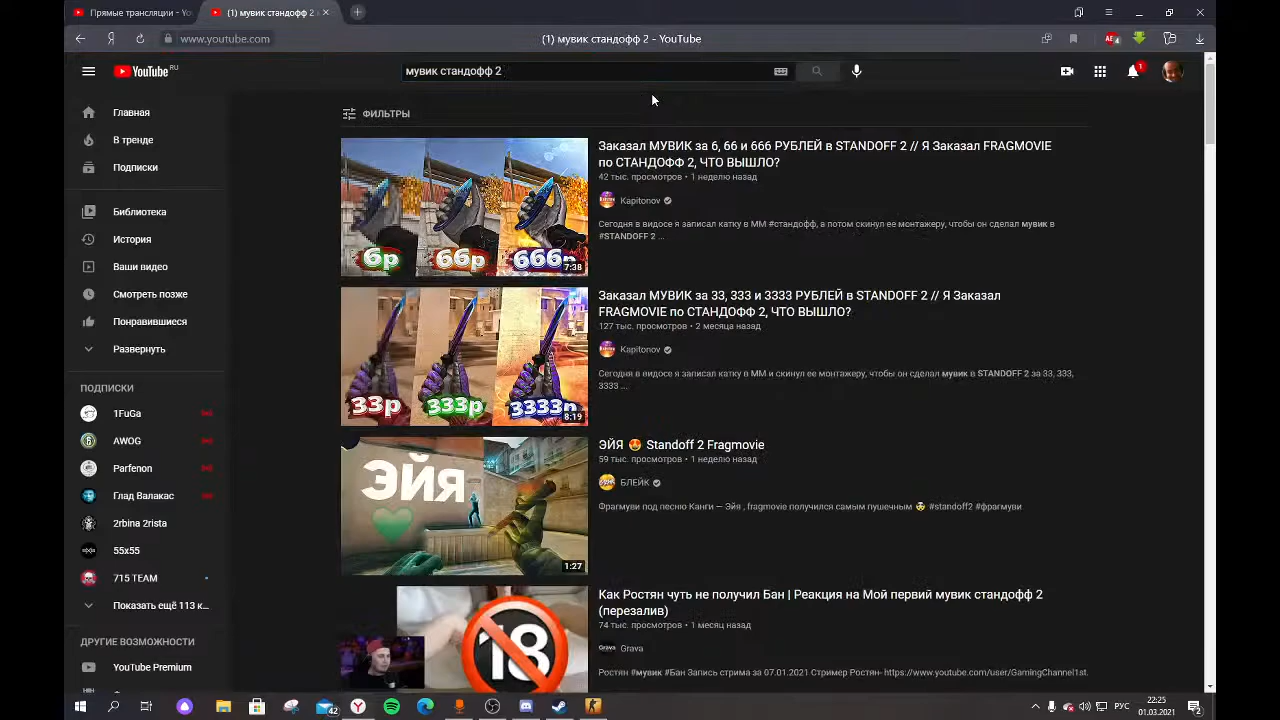 Прямые трансляции - Yo
(1) мувик стандофф 2
www.youtube.com
(1) мувик стандофф 2 - YouTube
YouTube
RU
мувик стандофф 2
1
Главная
В тренде
Подписки
Библиотека
История
Ваши видео
Смотреть позже
Понравившиеся
Развернуть
ПОДПИСКИ
1FuGa
AWOG
Parfenon
Глад Валакас
2rbina 2rista
55x55
715 TEAM
Показать ещё 113 к...
ДРУГИЕ ВОЗМОЖНОСТИ
YouTube Premium
ФИЛЬТРЫ
6р
66р
666р
7:38
Заказал МУВИК за 6, 66 и 666 РУБЛЕЙ в STANDOFF 2 // Я Заказал FRAGMOVIE
по СТАНДОФФ 2, ЧТО ВЫШЛО?
42 тыс. просмотров • 1 неделю назад
Kapitonov
Сегодня в видосе я записал катку в ММ #стандофф, а потом скинул ее монтажеру, чтобы он сделал мувик в
#STANDOFF 2 ...
33р
333р
3333р
8:19
Заказал МУВИК за 33, 333 и 3333 РУБЛЕЙ в STANDOFF 2 // Я Заказал
FRAGMOVIE по СТАНДОФФ 2, ЧТО ВЫШЛО?
127 тыс. просмотров • 2 месяца назад
Kapitonov
Сегодня в видосе я записал катку в ММ и скинул ее монтажеру, чтобы он сделал мувик в STANDOFF 2 за 33, 333,
3333 ...
ЭЙЯ
1:27
ЭЙЯ 😍 Standoff 2 Fragmovie
59 тыс. просмотров • 1 неделю назад
БЛЕЙК
Фрагмуви под песню Канги — Эйя , fragmovie получился самым пушечным 🤯 #standoff2 #фрагмуви
18
Как Ростян чуть не получил Бан | Реакция на Мой первий мувик стандофф 2
(перезалив)
74 тыс. просмотров • 1 месяц назад
Grava
Ростян #мувик #Бан Запись стрима за 07.01.2021 Стример Ростян- https://www.youtube.com/user/GamingChannel1st.
РУС
22:25
01.03.2021